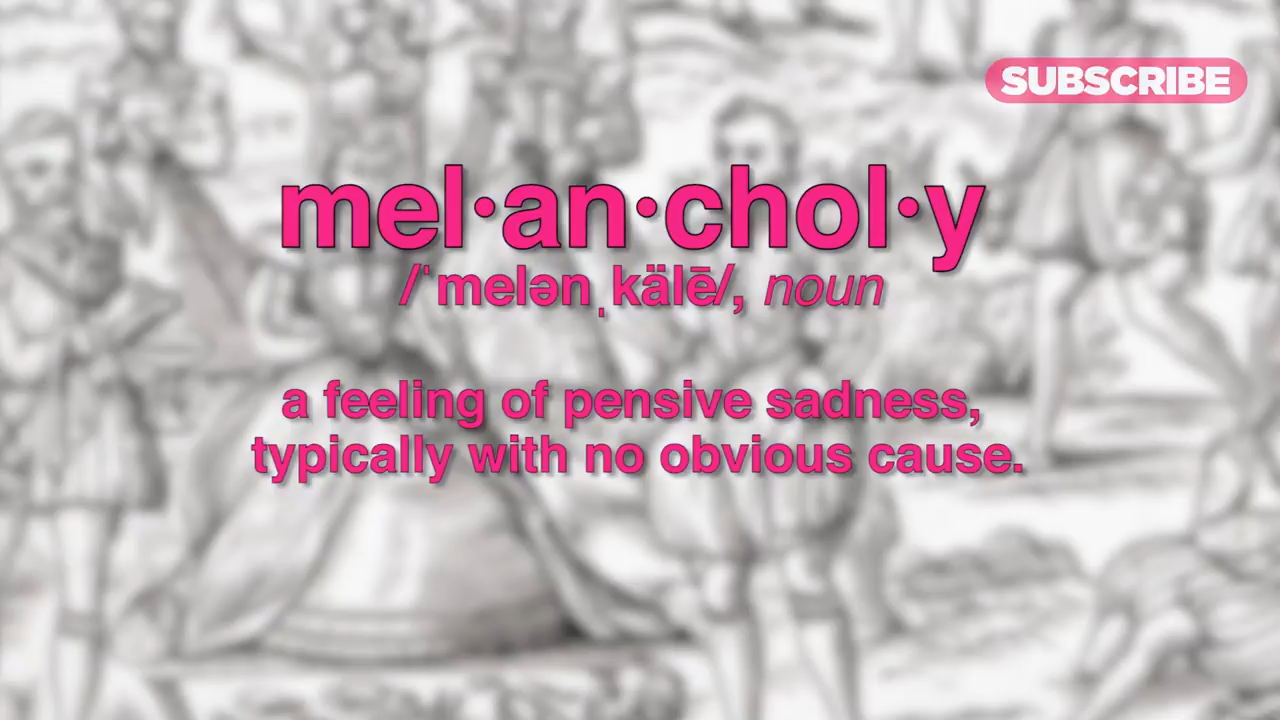 SUBSCRIBE
mel·an·chol·y
/ˈmelənˌkälē/, noun
a feeling of pensive sadness,
typically with no obvious cause.